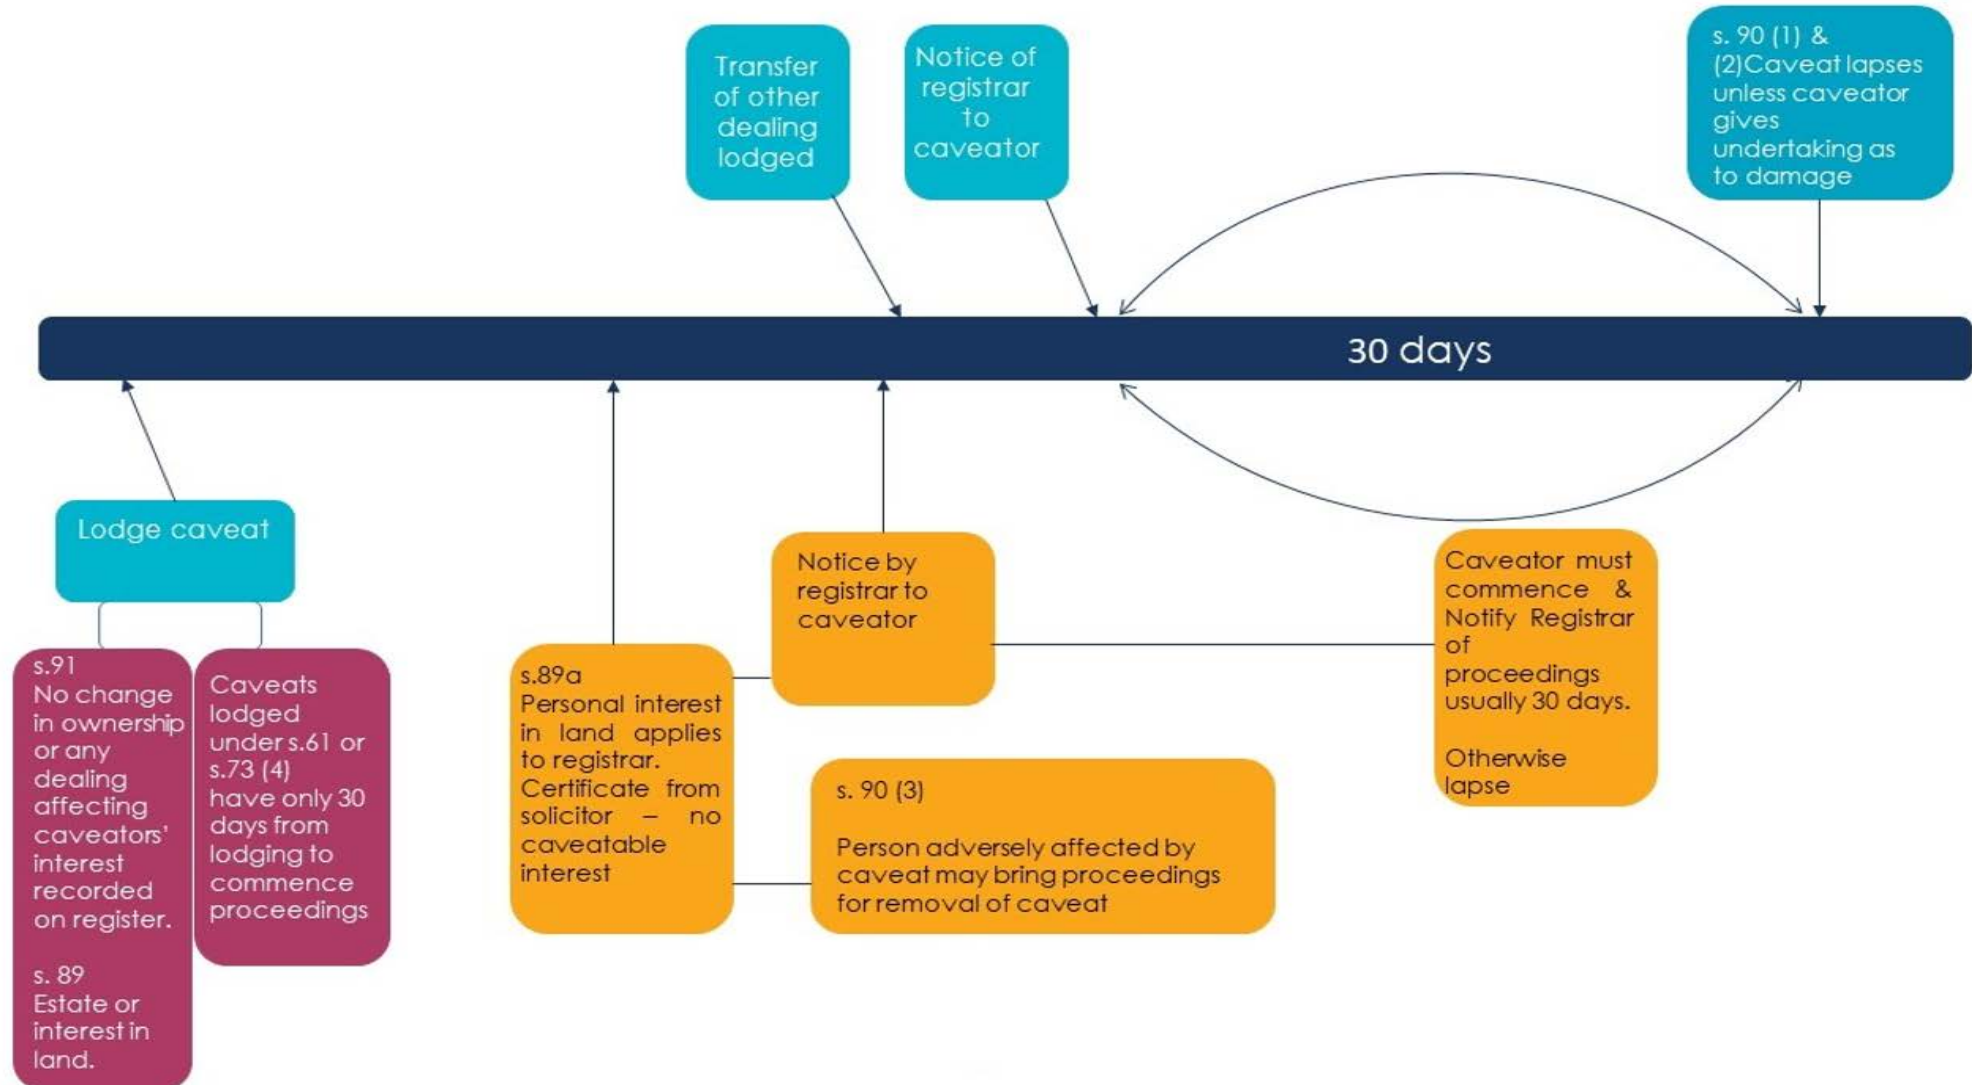 Transfer
of other
dealing
lodged
Notice of
registrar
to
caveator
s. 90 (1) &
(2)Caveat lapses
unless caveator
gives
undertaking as
to damage
30 days
Lodge caveat
s.91
No change
in ownership
or any
dealing
affecting
caveators'
interest
recorded
on register.
s. 89
Estate or
interest in
land.
Caveats
lodged
under s.61 or
s.73 (4)
have only 30
days from
lodging to
commence
proceedings
s.89a
Personal interest
in land applies
to registrar.
Certificate from
solicitor – no
caveatable
interest
Notice by
registrar to
caveator
s. 90 (3)
Person adversely affected by
caveat may bring proceedings
for removal of caveat
Caveator must
commence &
Notify Registrar
of
proceedings
usually 30 days.
Otherwise
lapse